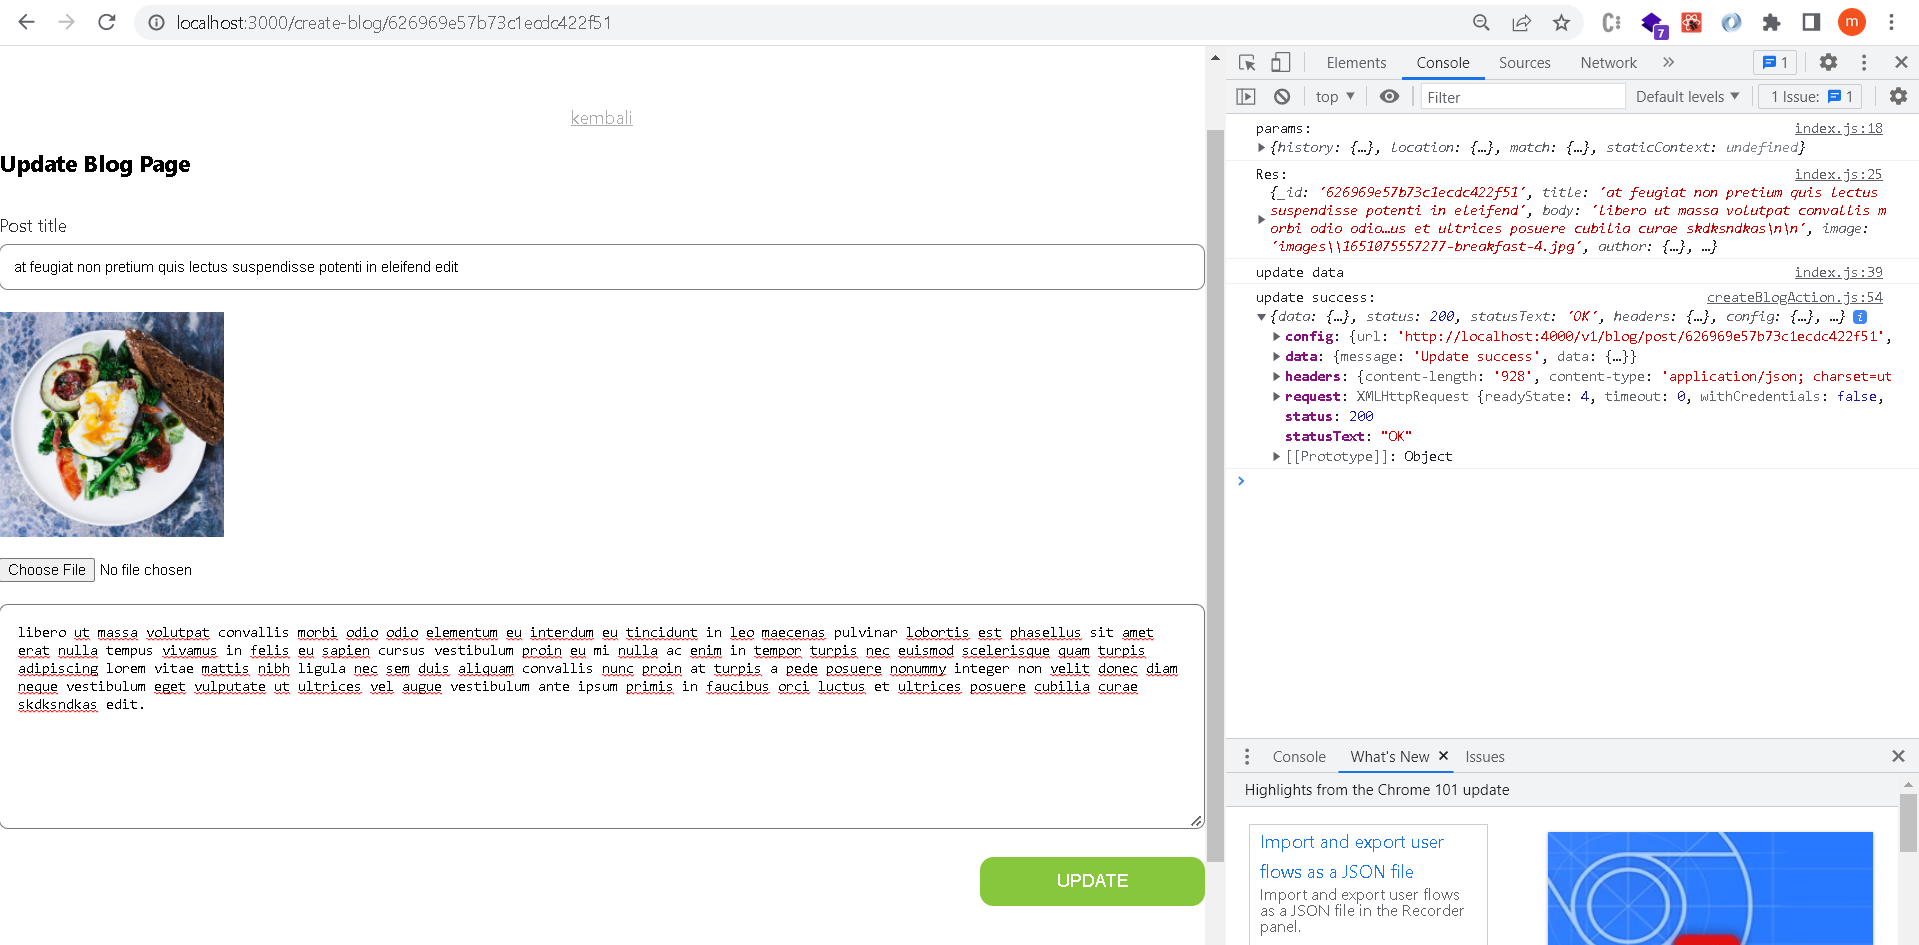 localhost:3000/create-blog/626969e57b73c1ecdc422f51
7
m
kembali
Update Blog Page
Post title
at feugiat non pretium quis lectus suspendisse potenti in eleifend edit
Choose File No file chosen
libero ut massa volutpat convallis morbi odio odio elementum eu interdum eu tincidunt in leo maecenas pulvinar lobortis est phasellus sit amet
erat nulla tempus vivamus in felis eu sapien cursus vestibulum proin eu mi nulla ac enim in tempor turpis nec euismod scelerisque quam turpis
adipiscing lorem vitae mattis nibh ligula nec sem duis aliquam convallis nunc proin at turpis a pede posuere nonummy integer non velit donec diam
neque vestibulum eget vulputate ut ultrices vel augue vestibulum ante ipsum primis in faucibus orci luctus et ultrices posuere cubilia curae
skdksndkas edit.
UPDATE
Elements Console Sources Network » 1
top Filter Default levels 1 Issue: 1
params: index.js:18
{history: {…}, location: {…}, match: {…}, staticContext: undefined}
Res: index.js:25
{_id: '626969e57b73c1ecdc422f51', title: 'at feugiat non pretium quis lectus
suspendisse potenti in eleifend', body: 'libero ut massa volutpat convallis m
orbi odio odio…us et ultrices posuere cubilia curae skdksndkas\n\n', image:
'images\\1651075557277-breakfast-4.jpg', author: {…}, …}
update data index.js:39
update success: createBlogAction.js:54
{data: {…}, status: 200, statusText: 'OK', headers: {…}, config: {…}, …} i
config: {url: 'http://localhost:4000/v1/blog/post/626969e57b73c1ecdc422f51',
data: {message: 'Update success', data: {…}}
headers: {content-length: '928', content-type: 'application/json; charset=ut
request: XMLHttpRequest {readyState: 4, timeout: 0, withCredentials: false,
status: 200
statusText: "OK"
[[Prototype]]: Object
Console What's New Issues
Highlights from the Chrome 101 update
Import and export user
flows as a JSON file
Import and export user flows
as a JSON file in the Recorder
panel.